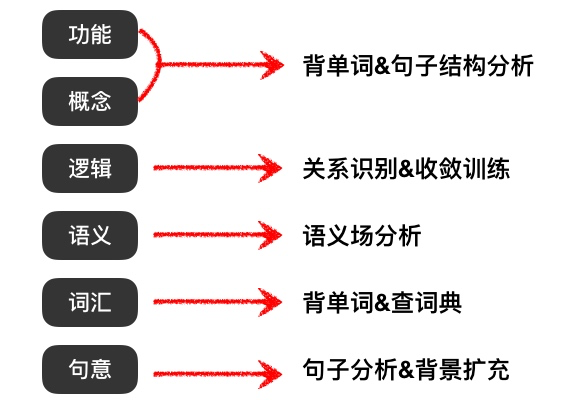 功能
概念
背单词&句子结构分析
逻辑
关系识别&收敛训练
语义
语义场分析
词汇
背单词&查词典
句意
句子分析&背景扩充